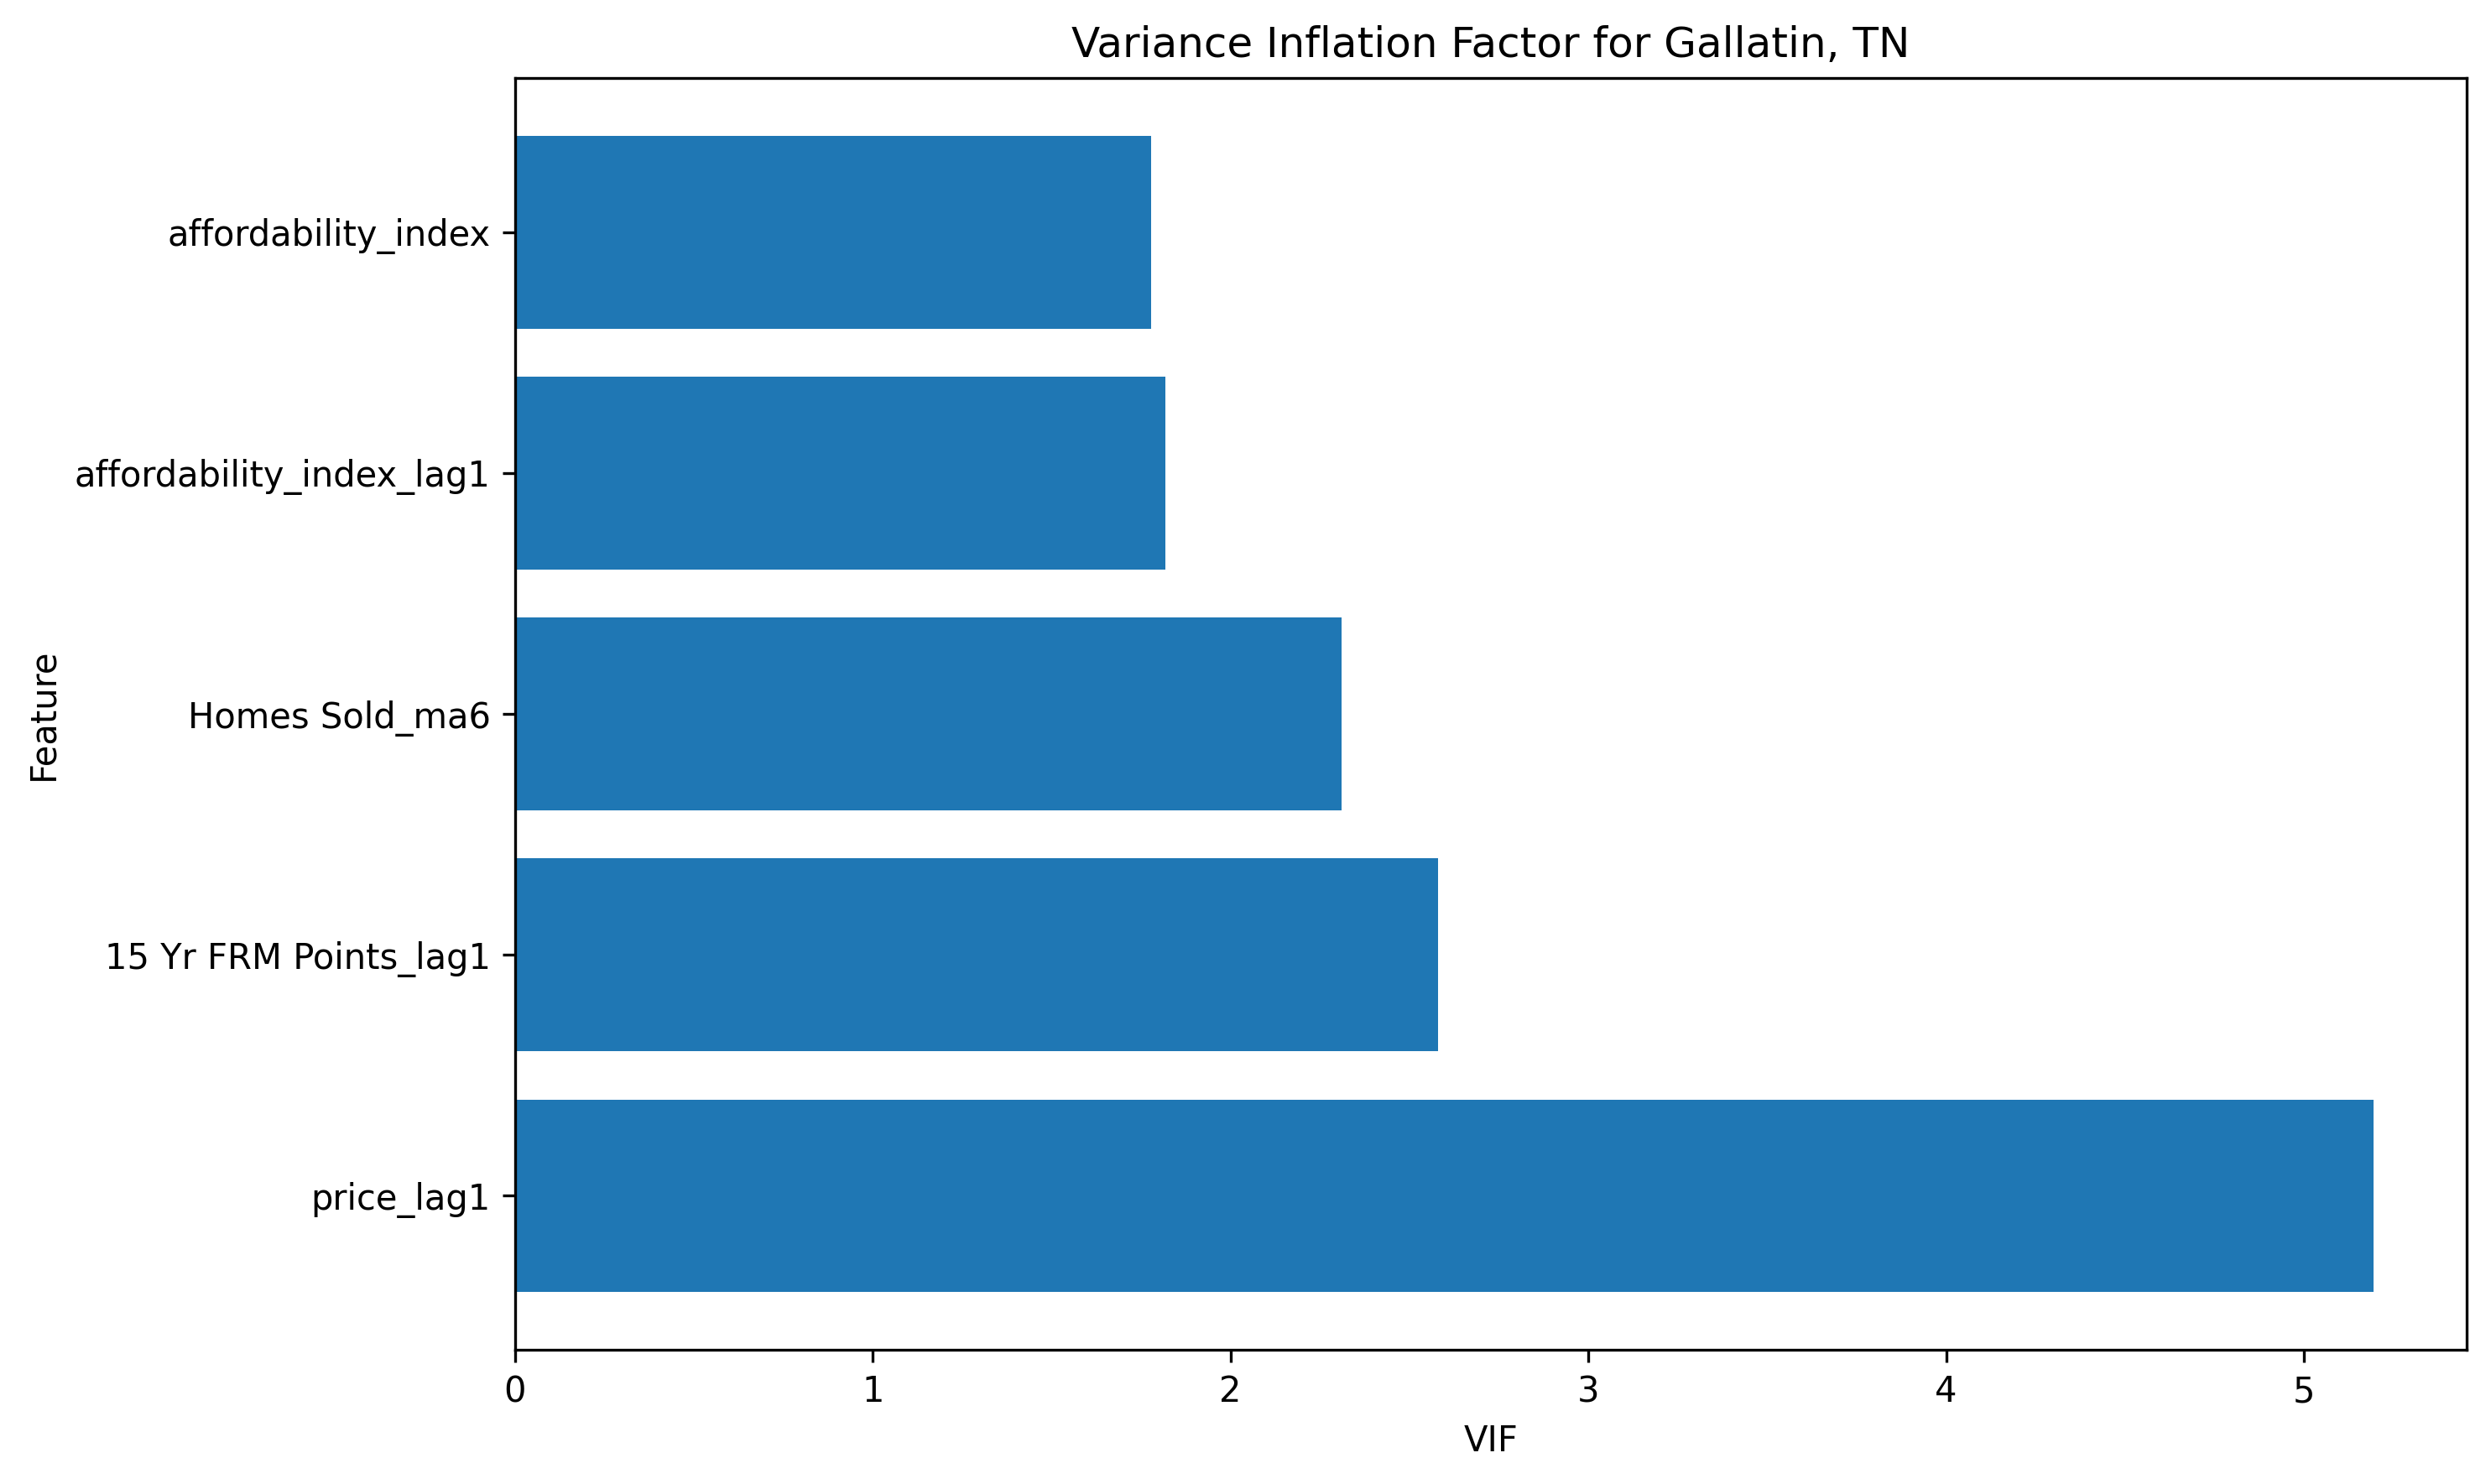 Variance Inflation Factor for Gallatin, TN
affordability_index
affordability_index_lag1
Homes Sold_ma6
15 Yr FRM Points_lag1
price_lag1
Feature
0 1 2 3 4 5
VIF